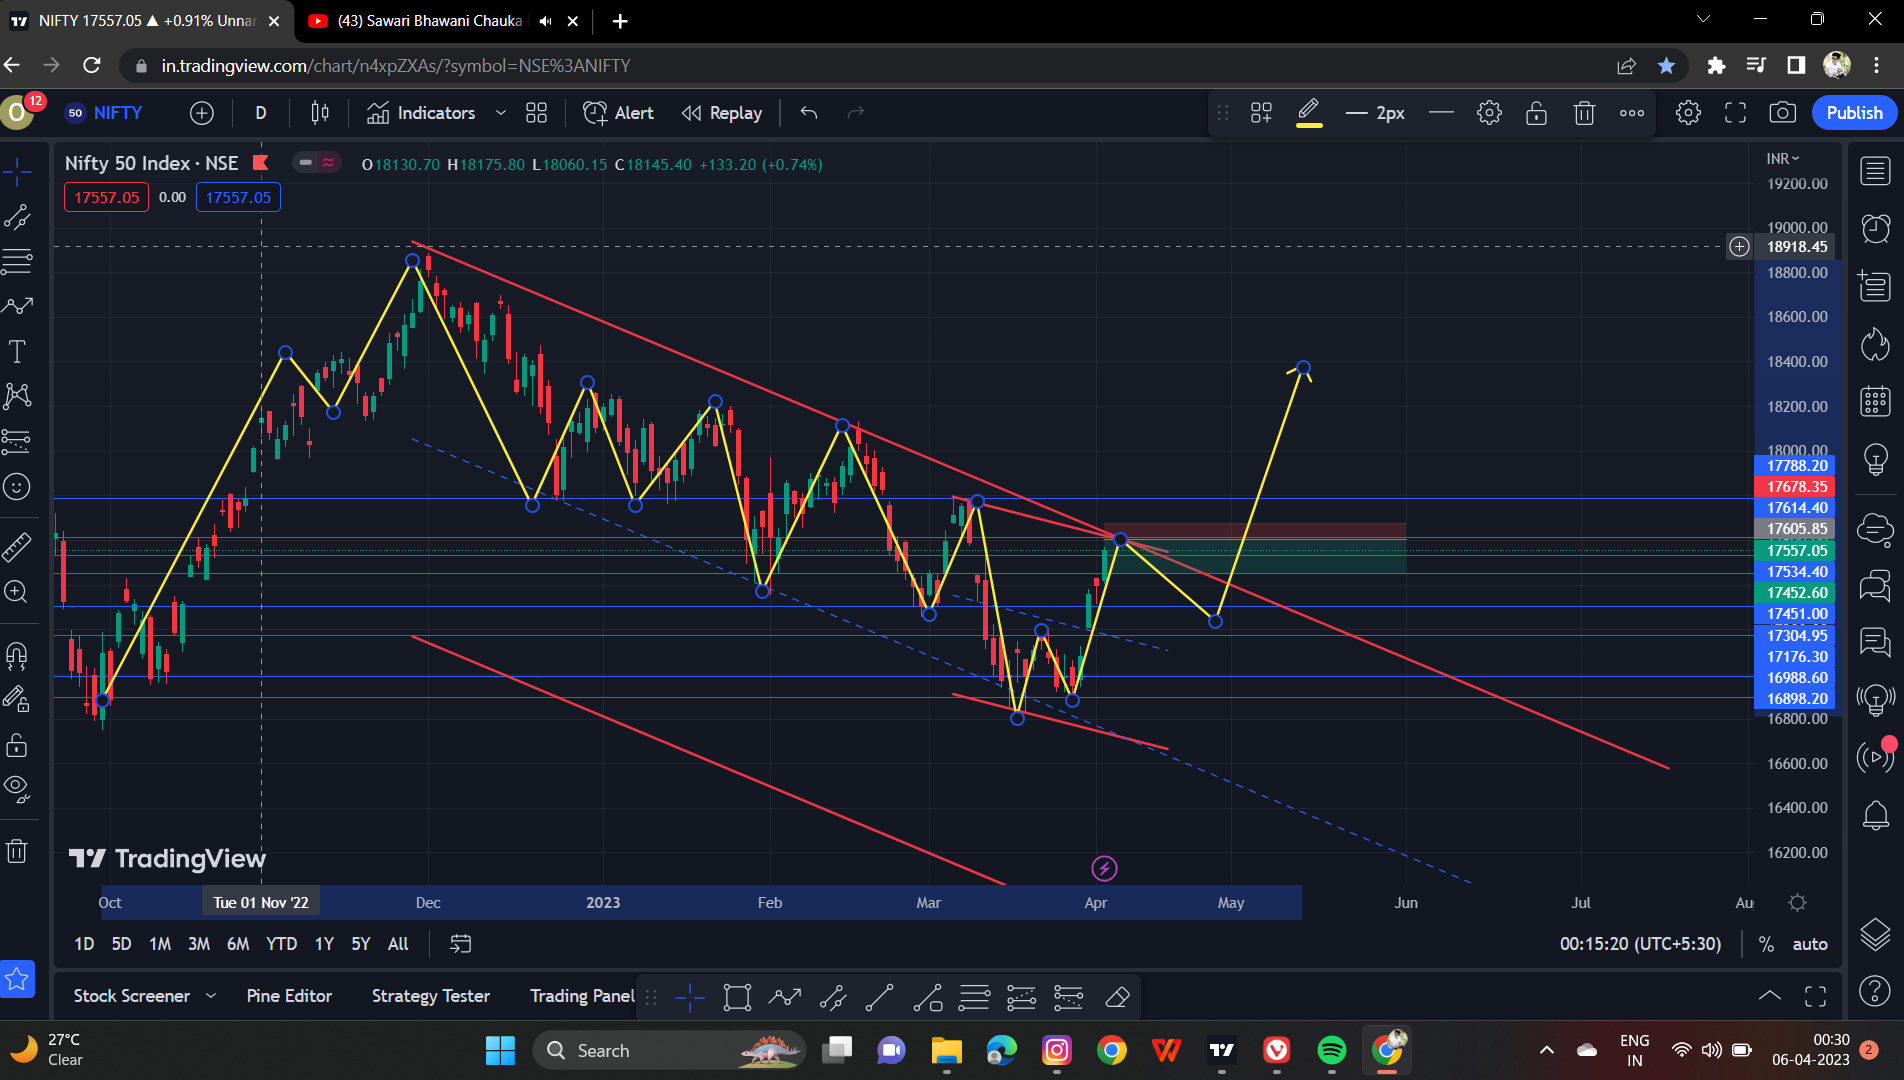 NIFTY 17557.05 ▲ +0.91% Unnar
(43) Sawari Bhawani Chauka
in.tradingview.com/chart/n4xpZXAs/?symbol=NSE%3ANIFTY
O 12 50 NIFTY D Indicators Alert Replay 2px Publish
Nifty 50 Index · NSE O18130.70 H18175.80 L18060.15 C18145.40 +133.20 (+0.74%)
17557.05 0.00 17557.05
INR
19200.00
19000.00
18918.45
18800.00
18600.00
18400.00
18200.00
18000.00
17788.20
17678.35
17614.40
17605.85
17557.05
17534.40
17452.60
17451.00
17304.95
17176.30
16988.60
16898.20
16800.00
16600.00
16400.00
16200.00
TradingView
Oct Tue 01 Nov '22 Dec 2023 Feb Mar Apr May Jun Jul Au
1D 5D 1M 3M 6M YTD 1Y 5Y All 00:15:20 (UTC+5:30) % auto
Stock Screener Pine Editor Strategy Tester Trading Panel
27°C
Clear
Search
ENG
IN
00:30
06-04-2023
2